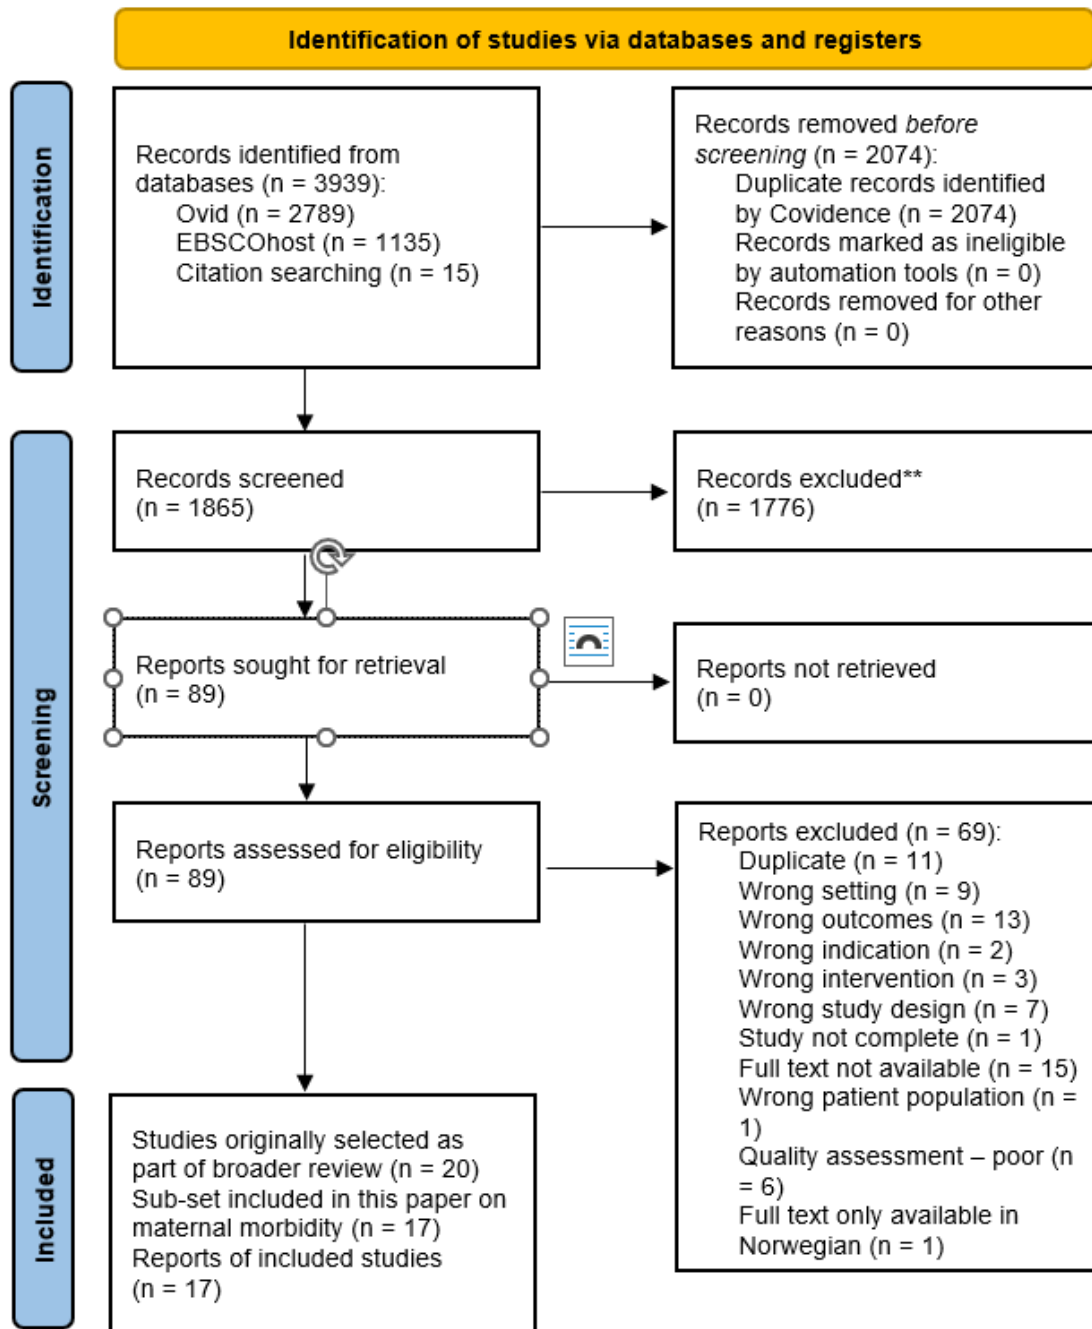 Identification of studies via databases and registers
Identification
Records identified from
databases (n = 3939):
Ovid (n = 2789)
EBSCOhost (n = 1135)
Citation searching (n = 15)
Records removed before
screening (n = 2074):
Duplicate records identified
by Covidence (n = 2074)
Records marked as ineligible
by automation tools (n = 0)
Records removed for other
reasons (n = 0)
Screening
Records screened
(n = 1865)
Records excluded**
(n = 1776)
Reports sought for retrieval
(n = 89)
Reports not retrieved
(n = 0)
Reports assessed for eligibility
(n = 89)
Reports excluded (n = 69):
Duplicate (n = 11)
Wrong setting (n = 9)
Wrong outcomes (n = 13)
Wrong indication (n = 2)
Wrong intervention (n = 3)
Wrong study design (n = 7)
Study not complete (n = 1)
Full text not available (n = 15)
Wrong patient population (n =
1)
Quality assessment – poor (n
= 6)
Full text only available in
Norwegian (n = 1)
Included
Studies originally selected as
part of broader review (n = 20)
Sub-set included in this paper on
maternal morbidity (n = 17)
Reports of included studies
(n = 17)